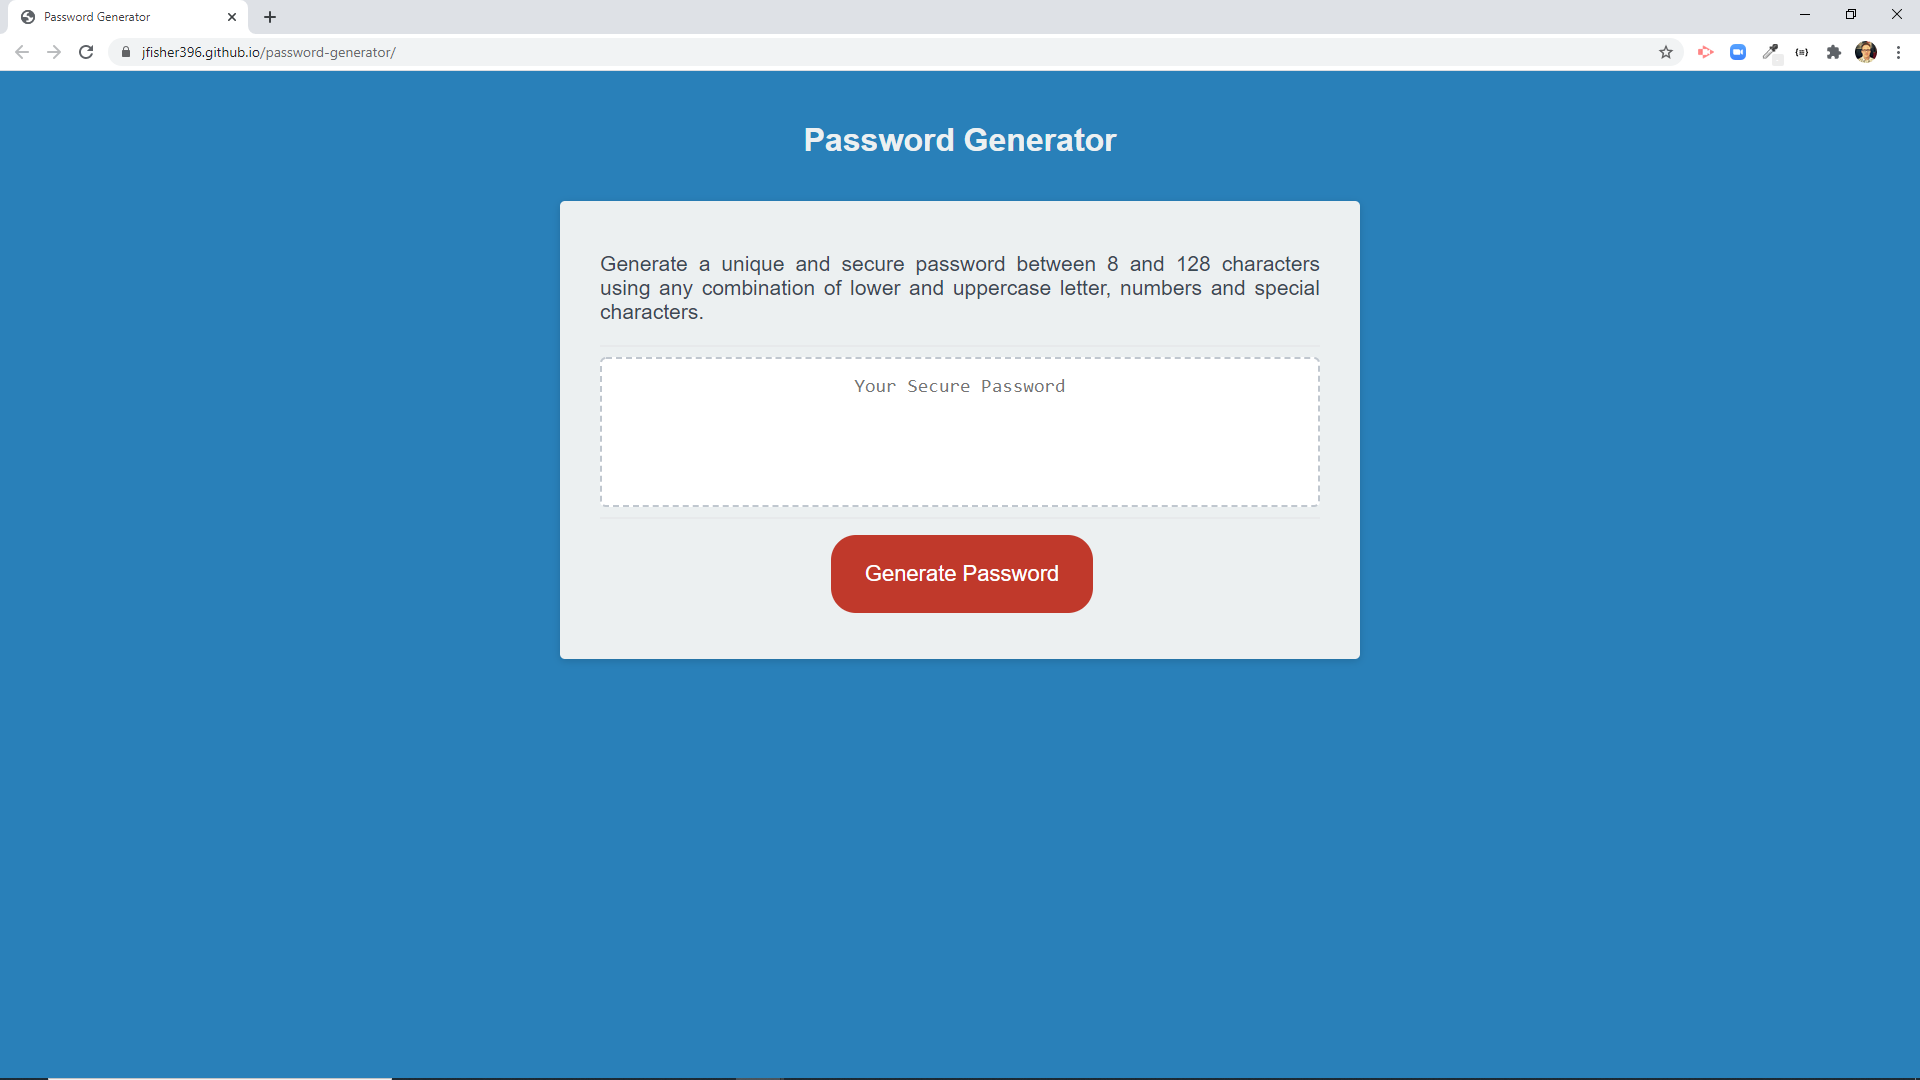 Password Generator
jfisher396.github.io/password-generator/
Password Generator
Generate a unique and secure password between 8 and 128 characters
using any combination of lower and uppercase letter, numbers and special
characters.
Your Secure Password
Generate Password